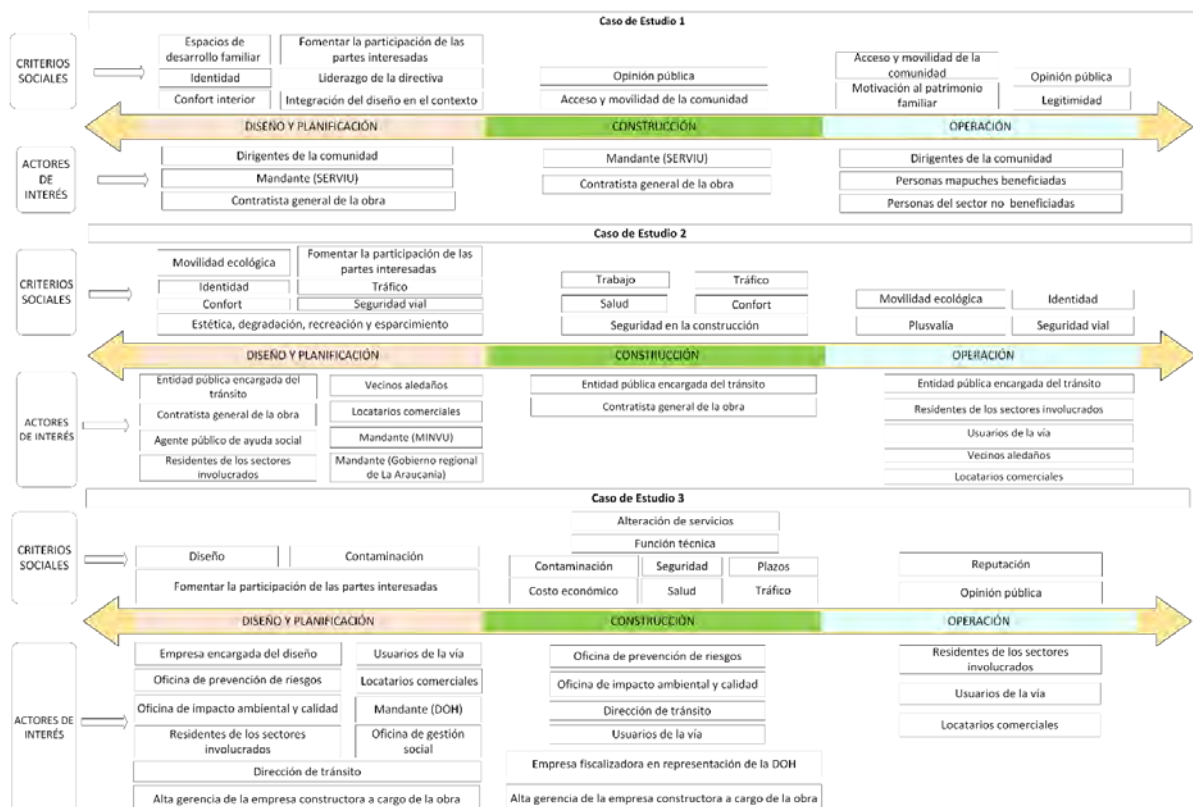 Caso de Estudio 1
CRITERIOS
SOCIALES
Espacios de
desarrollo familiar
Identidad
Confort interior
Fomentar la participación de las
partes interesadas
Liderazgo de la directiva
Integración del diseño en el contexto
Opinión pública
Acceso y movilidad de la comunidad
Acceso y movilidad de la
comunidad
Motivación al patrimonio
familiar
Opinión pública
Legitimidad
DISEÑO Y PLANIFICACIÓN
CONSTRUCCIÓN
OPERACIÓN
ACTORES
DE
INTERÉS
Dirigentes de la comunidad
Mandante (SERVIU)
Contratista general de la obra
Mandante (SERVIU)
Contratista general de la obra
Dirigentes de la comunidad
Personas mapuches beneficiadas
Personas del sector no beneficiadas
Caso de Estudio 2
CRITERIOS
SOCIALES
Movilidad ecológica
Identidad
Confort
Fomentar la participación de las
partes interesadas
Tráfico
Seguridad vial
Estética, degradación, recreación y esparcimiento
Trabajo
Tráfico
Salud
Confort
Seguridad en la construcción
Movilidad ecológica
Identidad
Plusvalía
Seguridad vial
DISEÑO Y PLANIFICACIÓN
CONSTRUCCIÓN
OPERACIÓN
ACTORES
DE INTERÉS
Entidad pública encargada del
tránsito
Contratista general de la obra
Agente público de ayuda social
Residentes de los sectores
involucrados
Vecinos aledaños
Locatarios comerciales
Mandante (MINVU)
Mandante (Gobierno regional
de La Araucanía)
Entidad pública encargada del tránsito
Contratista general de la obra
Entidad pública encargada del tránsito
Residentes de los sectores involucrados
Usuarios de la vía
Vecinos aledaños
Locatarios comerciales
Caso de Estudio 3
CRITERIOS
SOCIALES
Diseño
Contaminación
Fomentar la participación de las partes interesadas
Alteración de servicios
Función técnica
Contaminación
Seguridad
Plazos
Costo económico
Salud
Tráfico
Reputación
Opinión pública
DISEÑO Y PLANIFICACIÓN
CONSTRUCCIÓN
OPERACIÓN
ACTORES DE
INTERÉS
Empresa encargada del diseño
Oficina de prevención de riesgos
Oficina de impacto ambiental y calidad
Residentes de los sectores
involucrados
Usuarios de la vía
Locatarios comerciales
Mandante (DOH)
Oficina de gestión
social
Dirección de tránsito
Alta gerencia de la empresa constructora a cargo de la obra
Oficina de prevención de riesgos
Oficina de impacto ambiental y calidad
Dirección de tránsito
Usuarios de la vía
Empresa fiscalizadora en representación de la DOH
Alta gerencia de la empresa constructora a cargo de la obra
Residentes de los sectores
involucrados
Usuarios de la vía
Locatarios comerciales